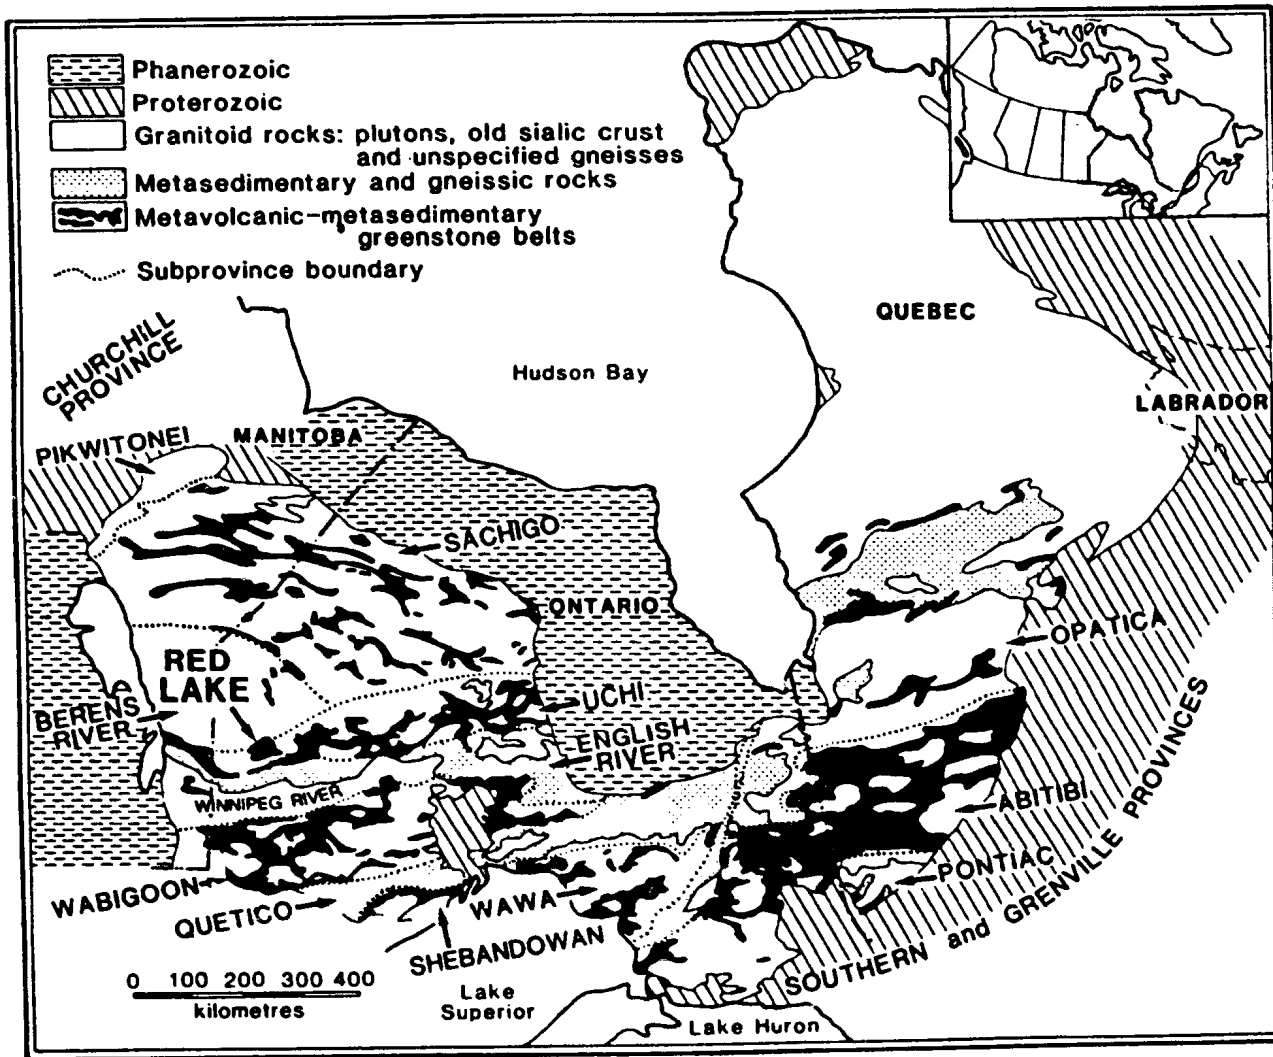 Phanerozoic
Proterozoic
Granitoid rocks: plutons, old sialic crust
and unspecified gneisses
Metasedimentary and gneissic rocks
Metavolcanic-metasedimentary
greenstone belts
Subprovince boundary
CHURCHILL
PROVINCE
QUEBEC
Hudson Bay
LABRADOR
PIKWITONEI
MANITOBA
SACHIGO
ONTARIO
OPATICA
RED
LAKE
BERENS
RIVER
UCHI
ENGLISH
RIVER
WINNIPEG RIVER
ABITIBI
WABIGOON
QUETICO
WAWA
SHEBANDOWAN
PONTIAC
SOUTHERN and GRENVILLE PROVINCES
0 100 200 300 400
kilometres
Lake
Superior
Lake Huron